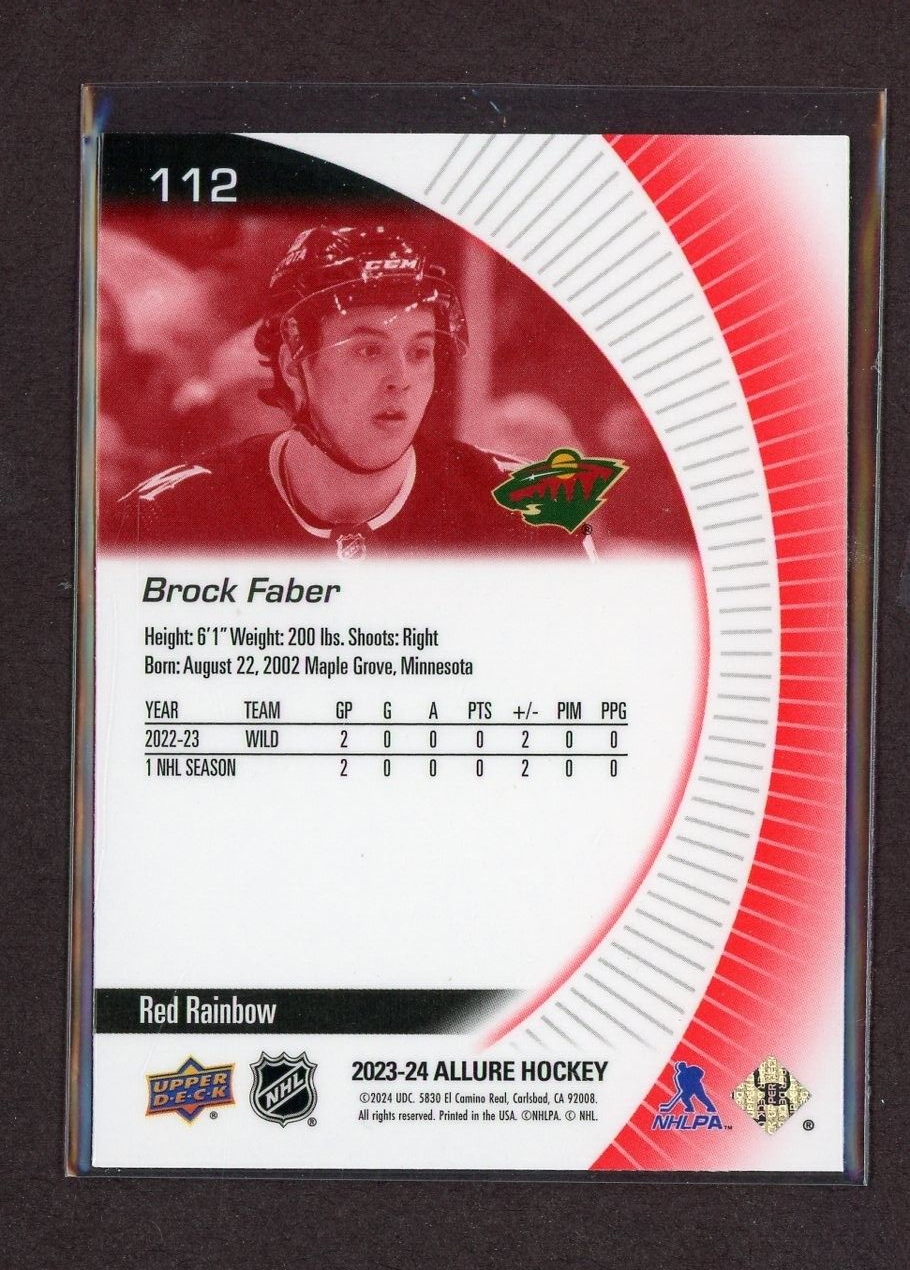 112
CCM
Brock Faber
Height: 6'1" Weight: 200 lbs. Shoots: Right
Born: August 22, 2002 Maple Grove, Minnesota
YEAR TEAM GP G A PTS +/- PIM PPG
2022-23 WILD 2 0 0 0 2 0 0
1 NHL SEASON 2 0 0 0 2 0 0
Red Rainbow
UPPER
D·E·C·K ®
NHL ®
2023-24 ALLURE HOCKEY
©2024 UDC. 5830 El Camino Real, Carlsbad, CA 92008.
All rights reserved. Printed in the USA. ©NHLPA. © NHL.
NHLPA™
®